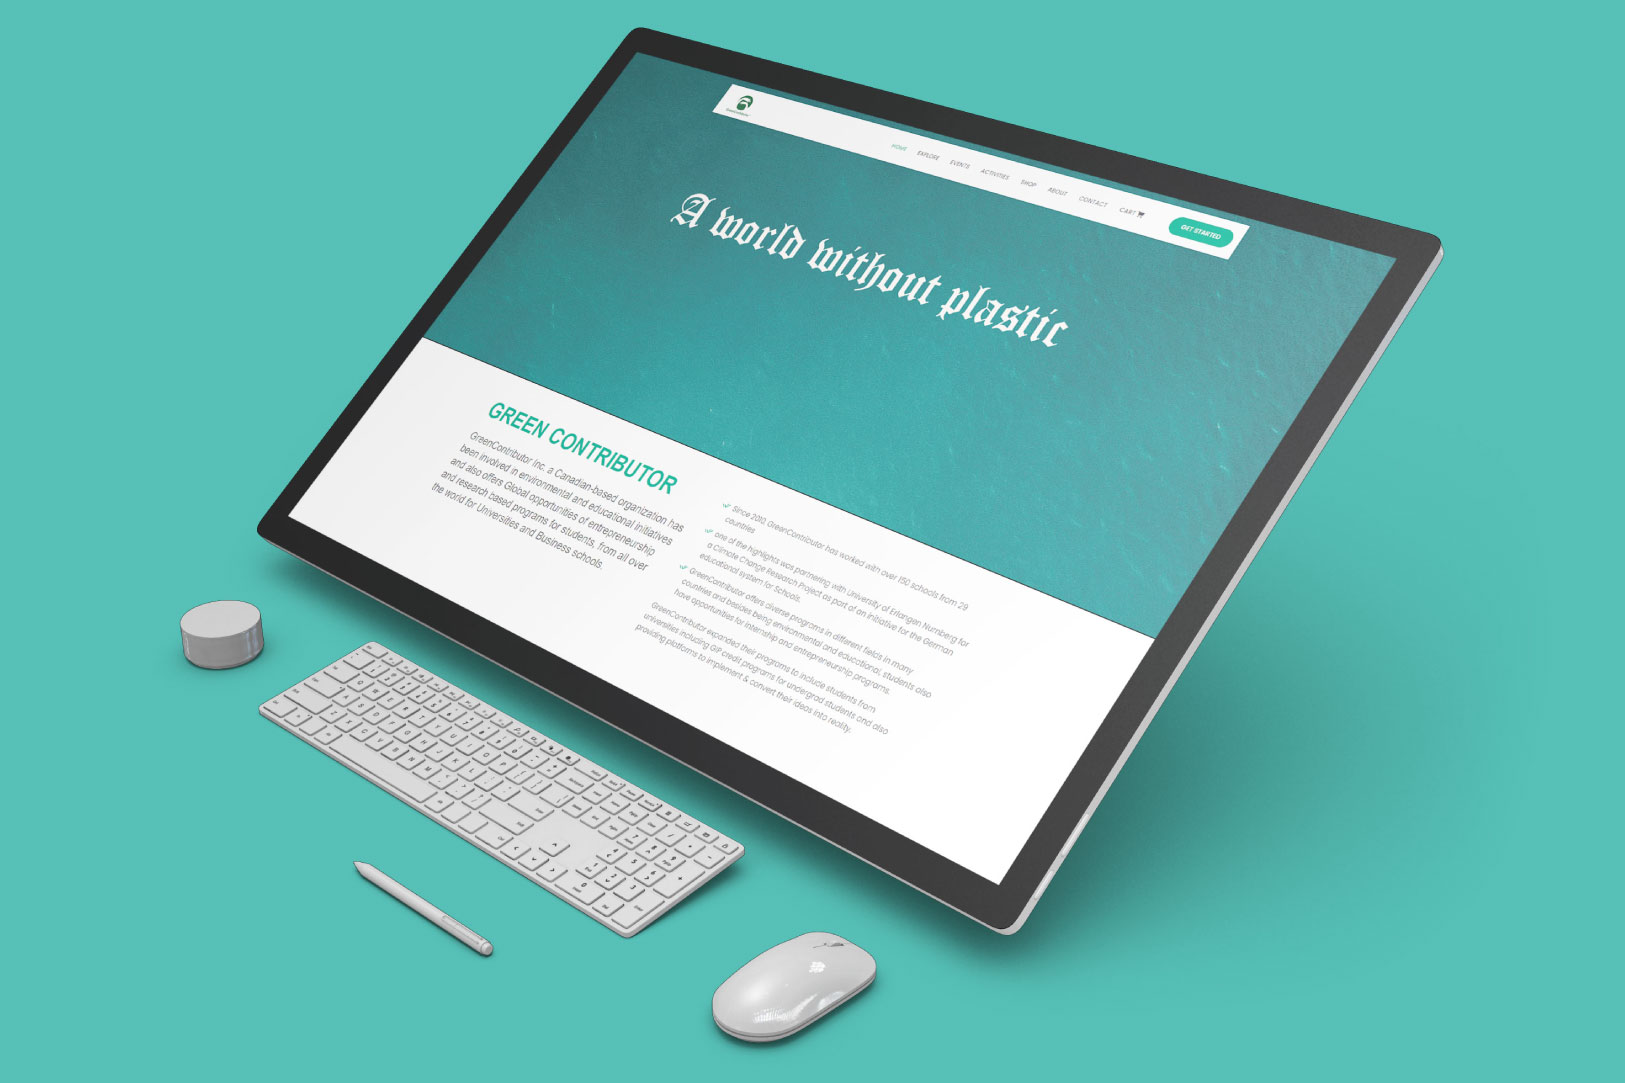 HOME EXPLORE EVENTS ACTIVITIES SHOP ABOUT CONTACT CART GET STARTED
A world without plastic
GREEN CONTRIBUTOR
GreenContributor Inc. a Canadian-based organization has
been involved in environmental and educational initiatives
and also offers Global opportunities of entrepreneurship
and research based programs for students, from all over
the world for Universities and Business schools.
Since 2010, GreenContributor has worked with over 150 schools from 29
countries
one of the highlights was partnering with University of Erlangen Nurnberg for
a Climate Change Research Project as part of an initiative for the German
educational system for Schools.
GreenContributor offers diverse programs in different fields in many
countries and besides being environmental and educational, students also
have opportunities for internship and entrepreneurship programs.
GreenContributor expanded their programs to include students from
universities including GIP credit programs for undergrad students and also
providing platforms to implement & convert their ideas into reality.